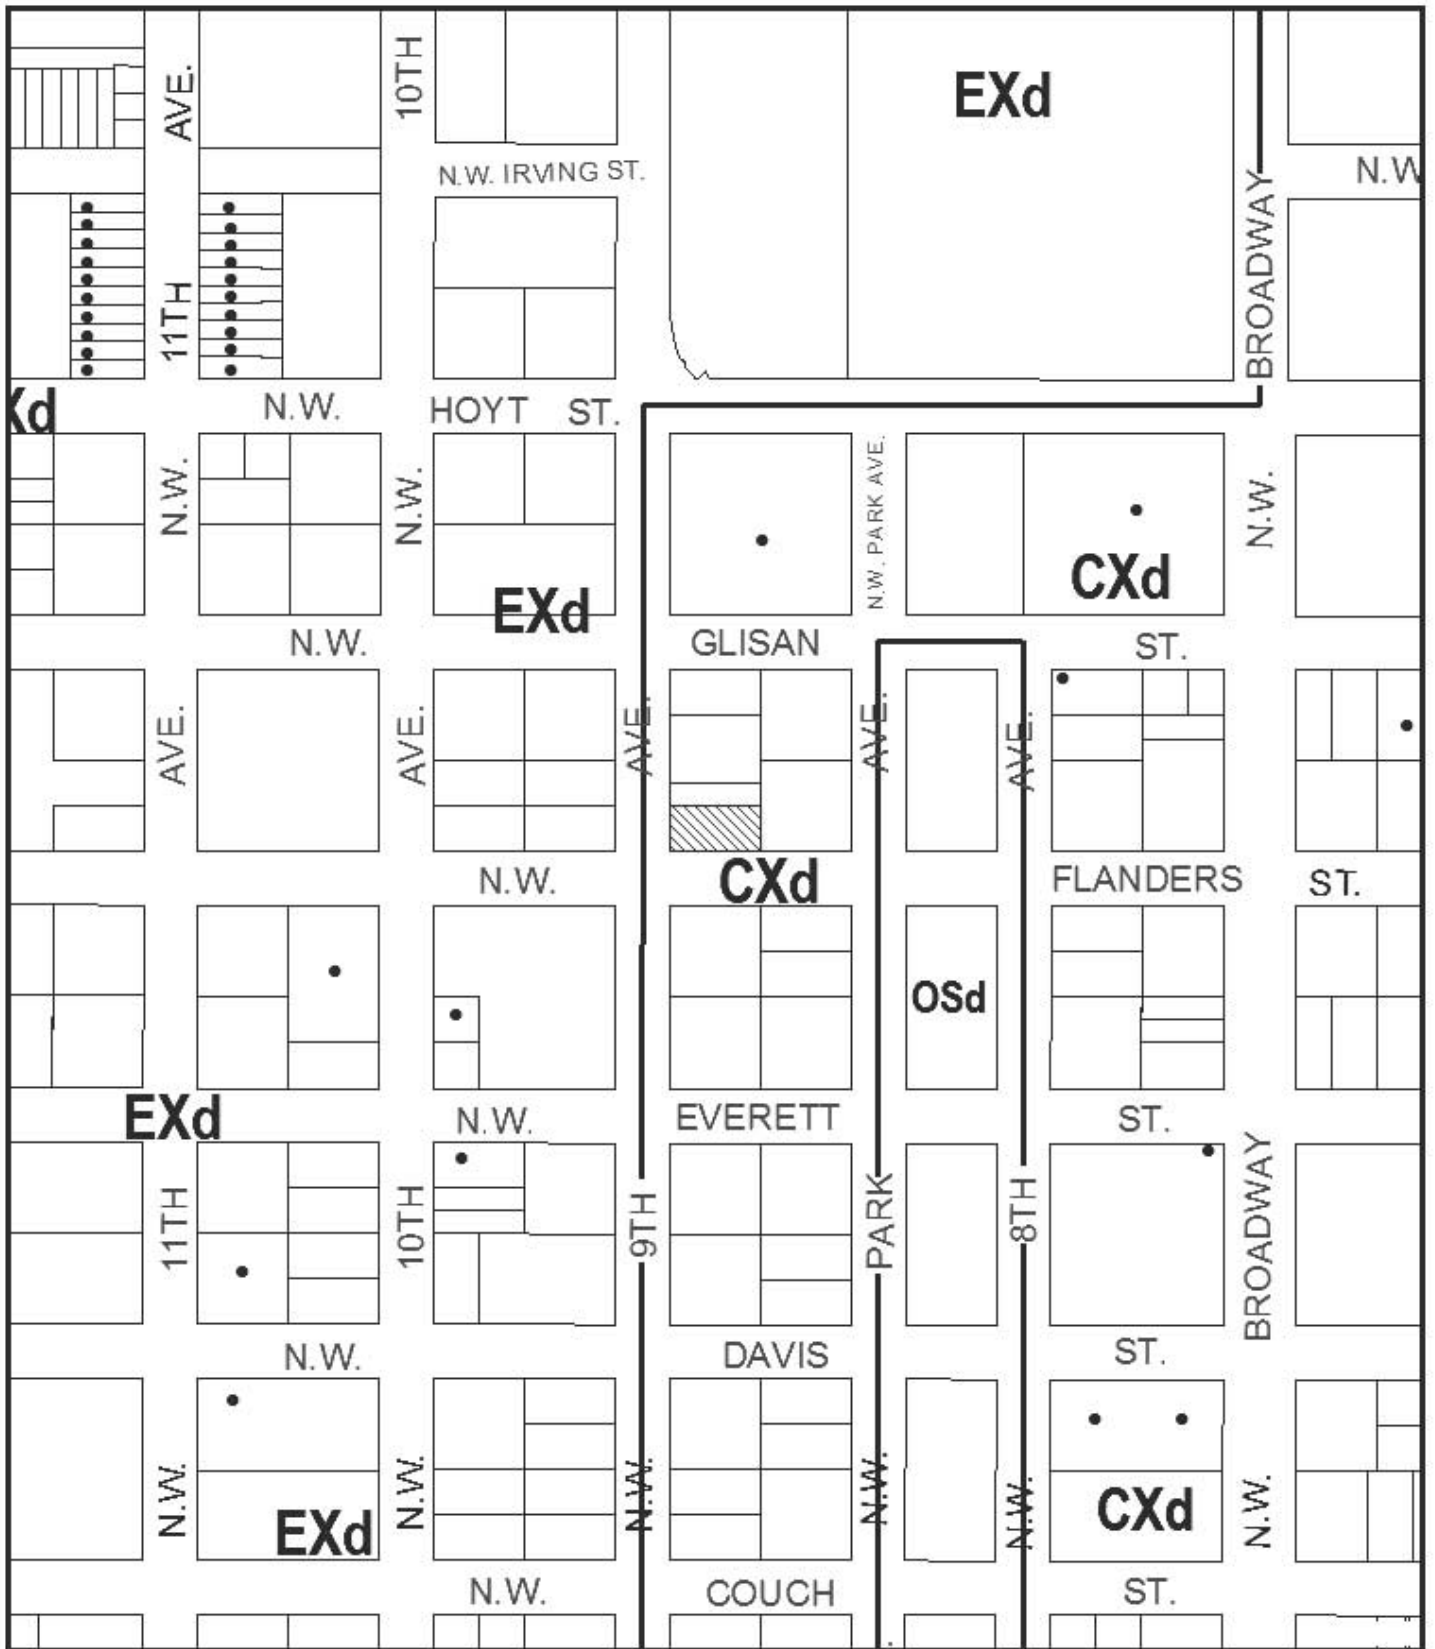 10TH
EXd
AVE.
N.W. IRVING ST.
N.W
BROADWAY
11TH
Xd
N.W. HOYT ST.
N.W.
N.W.
N.W. PARK AVE.
N.W.
CXd
EXd
N.W. GLISAN ST.
AVE.
AVE.
AVE.
AVE.
AVE.
N.W. FLANDERS ST.
CXd
OSd
EXd
N.W. EVERETT ST.
11TH
10TH
9TH
PARK
8TH
BROADWAY
N.W. DAVIS ST.
N.W.
N.W.
N.W.
N.W.
N.W.
N.W.
EXd
CXd
N.W. COUCH ST.